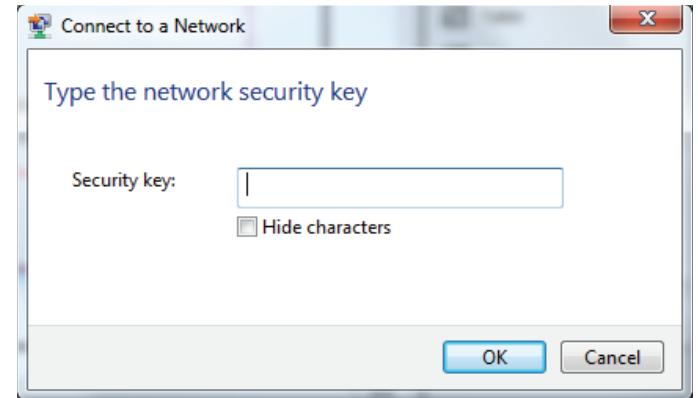 Connect to a Network
Type the network security key
Security key:
Hide characters
OK Cancel